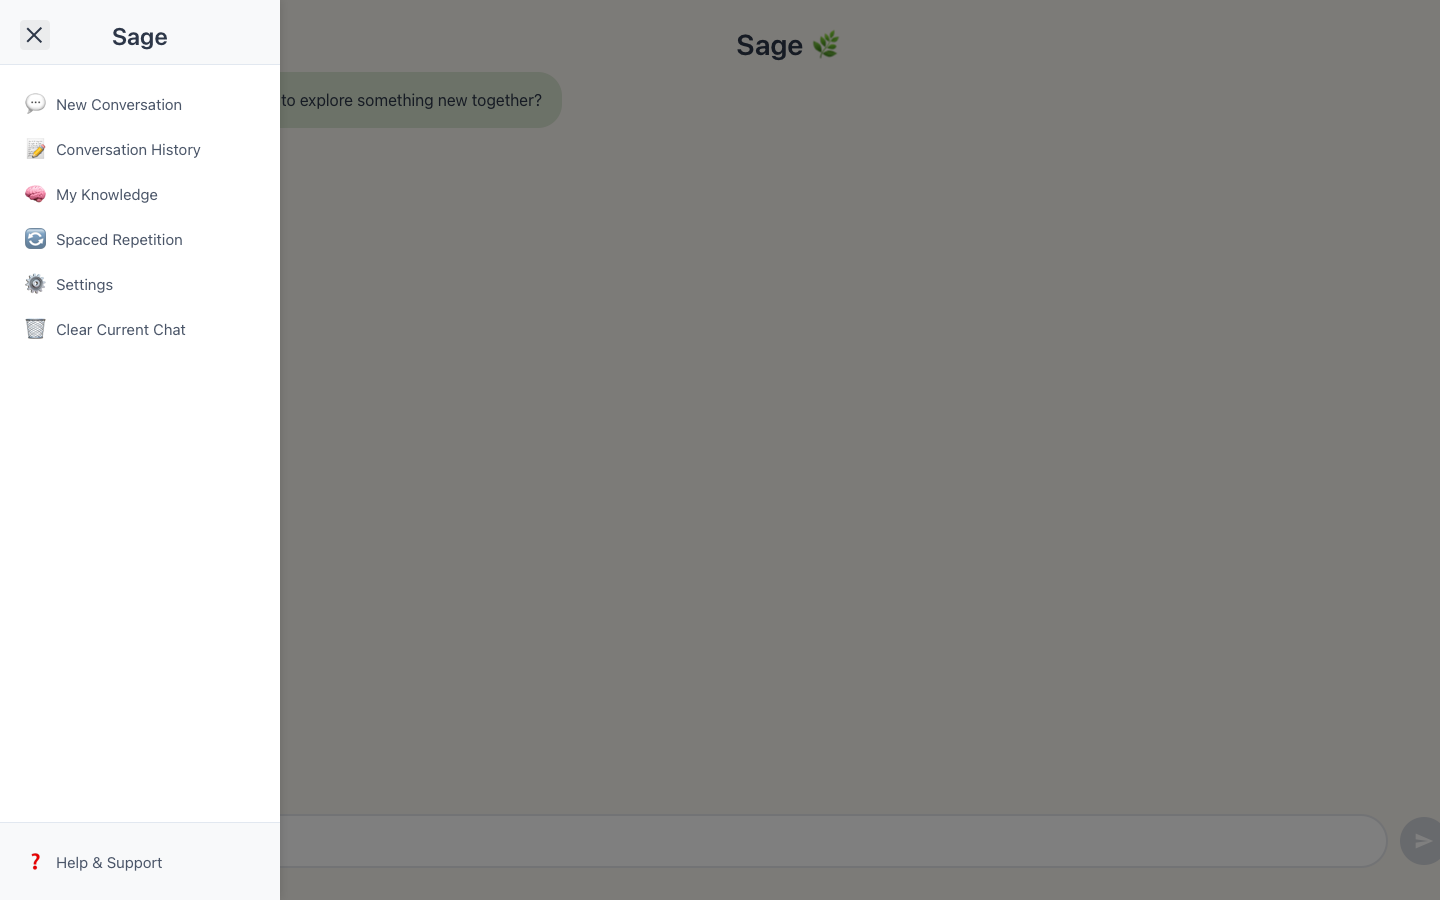 Sage
Sage
to explore something new together?
New Conversation
Conversation History
My Knowledge
Spaced Repetition
Settings
Clear Current Chat
Help & Support